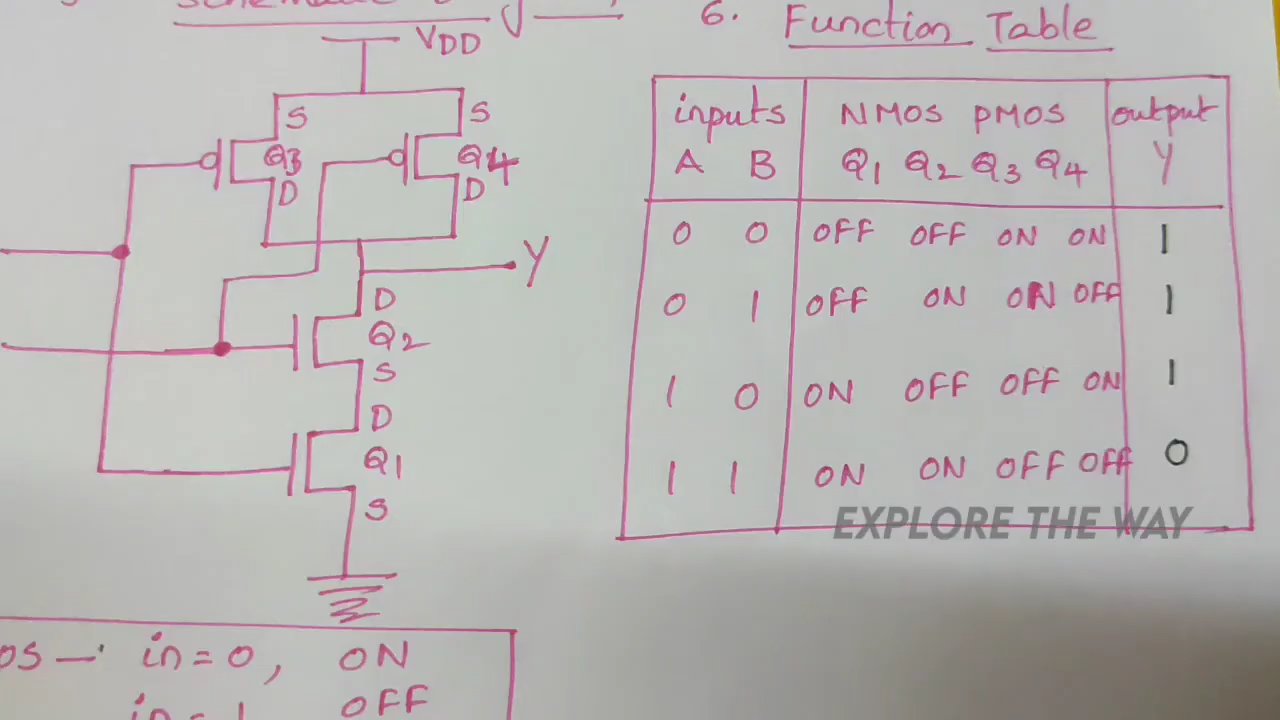 6. Function Table
VDD
S
S
Q3
Q4
D
D
Y
D
Q2
S
D
Q1
S
inputs NMOS PMOS output
A B Q1 Q2 Q3 Q4 Y
0 0 OFF OFF ON ON 1
0 1 OFF ON ON OFF 1
1 0 ON OFF OFF ON 1
1 1 ON ON OFF OFF 0
EXPLORE THE WAY
in = 0, ON
in = 1 OFF